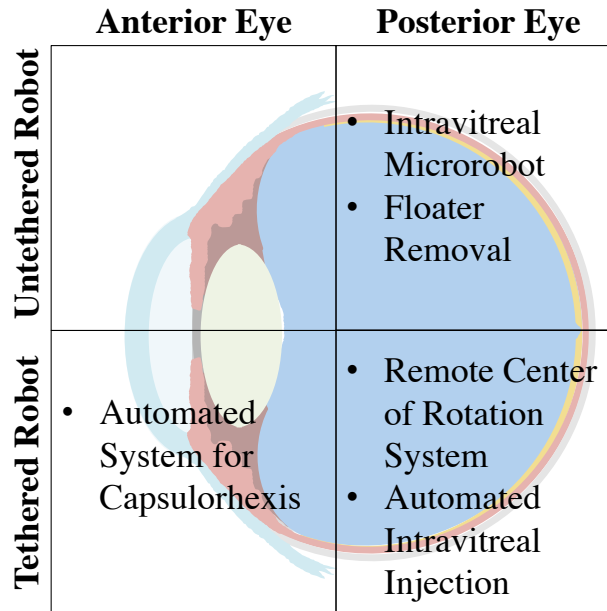 Anterior Eye
Posterior Eye
Untethered Robot
• Intravitreal
Microrobot
• Floater
Removal
Tethered Robot
• Automated
System for
Capsulorhexis
• Remote Center
of Rotation
System
• Automated
Intravitreal
Injection